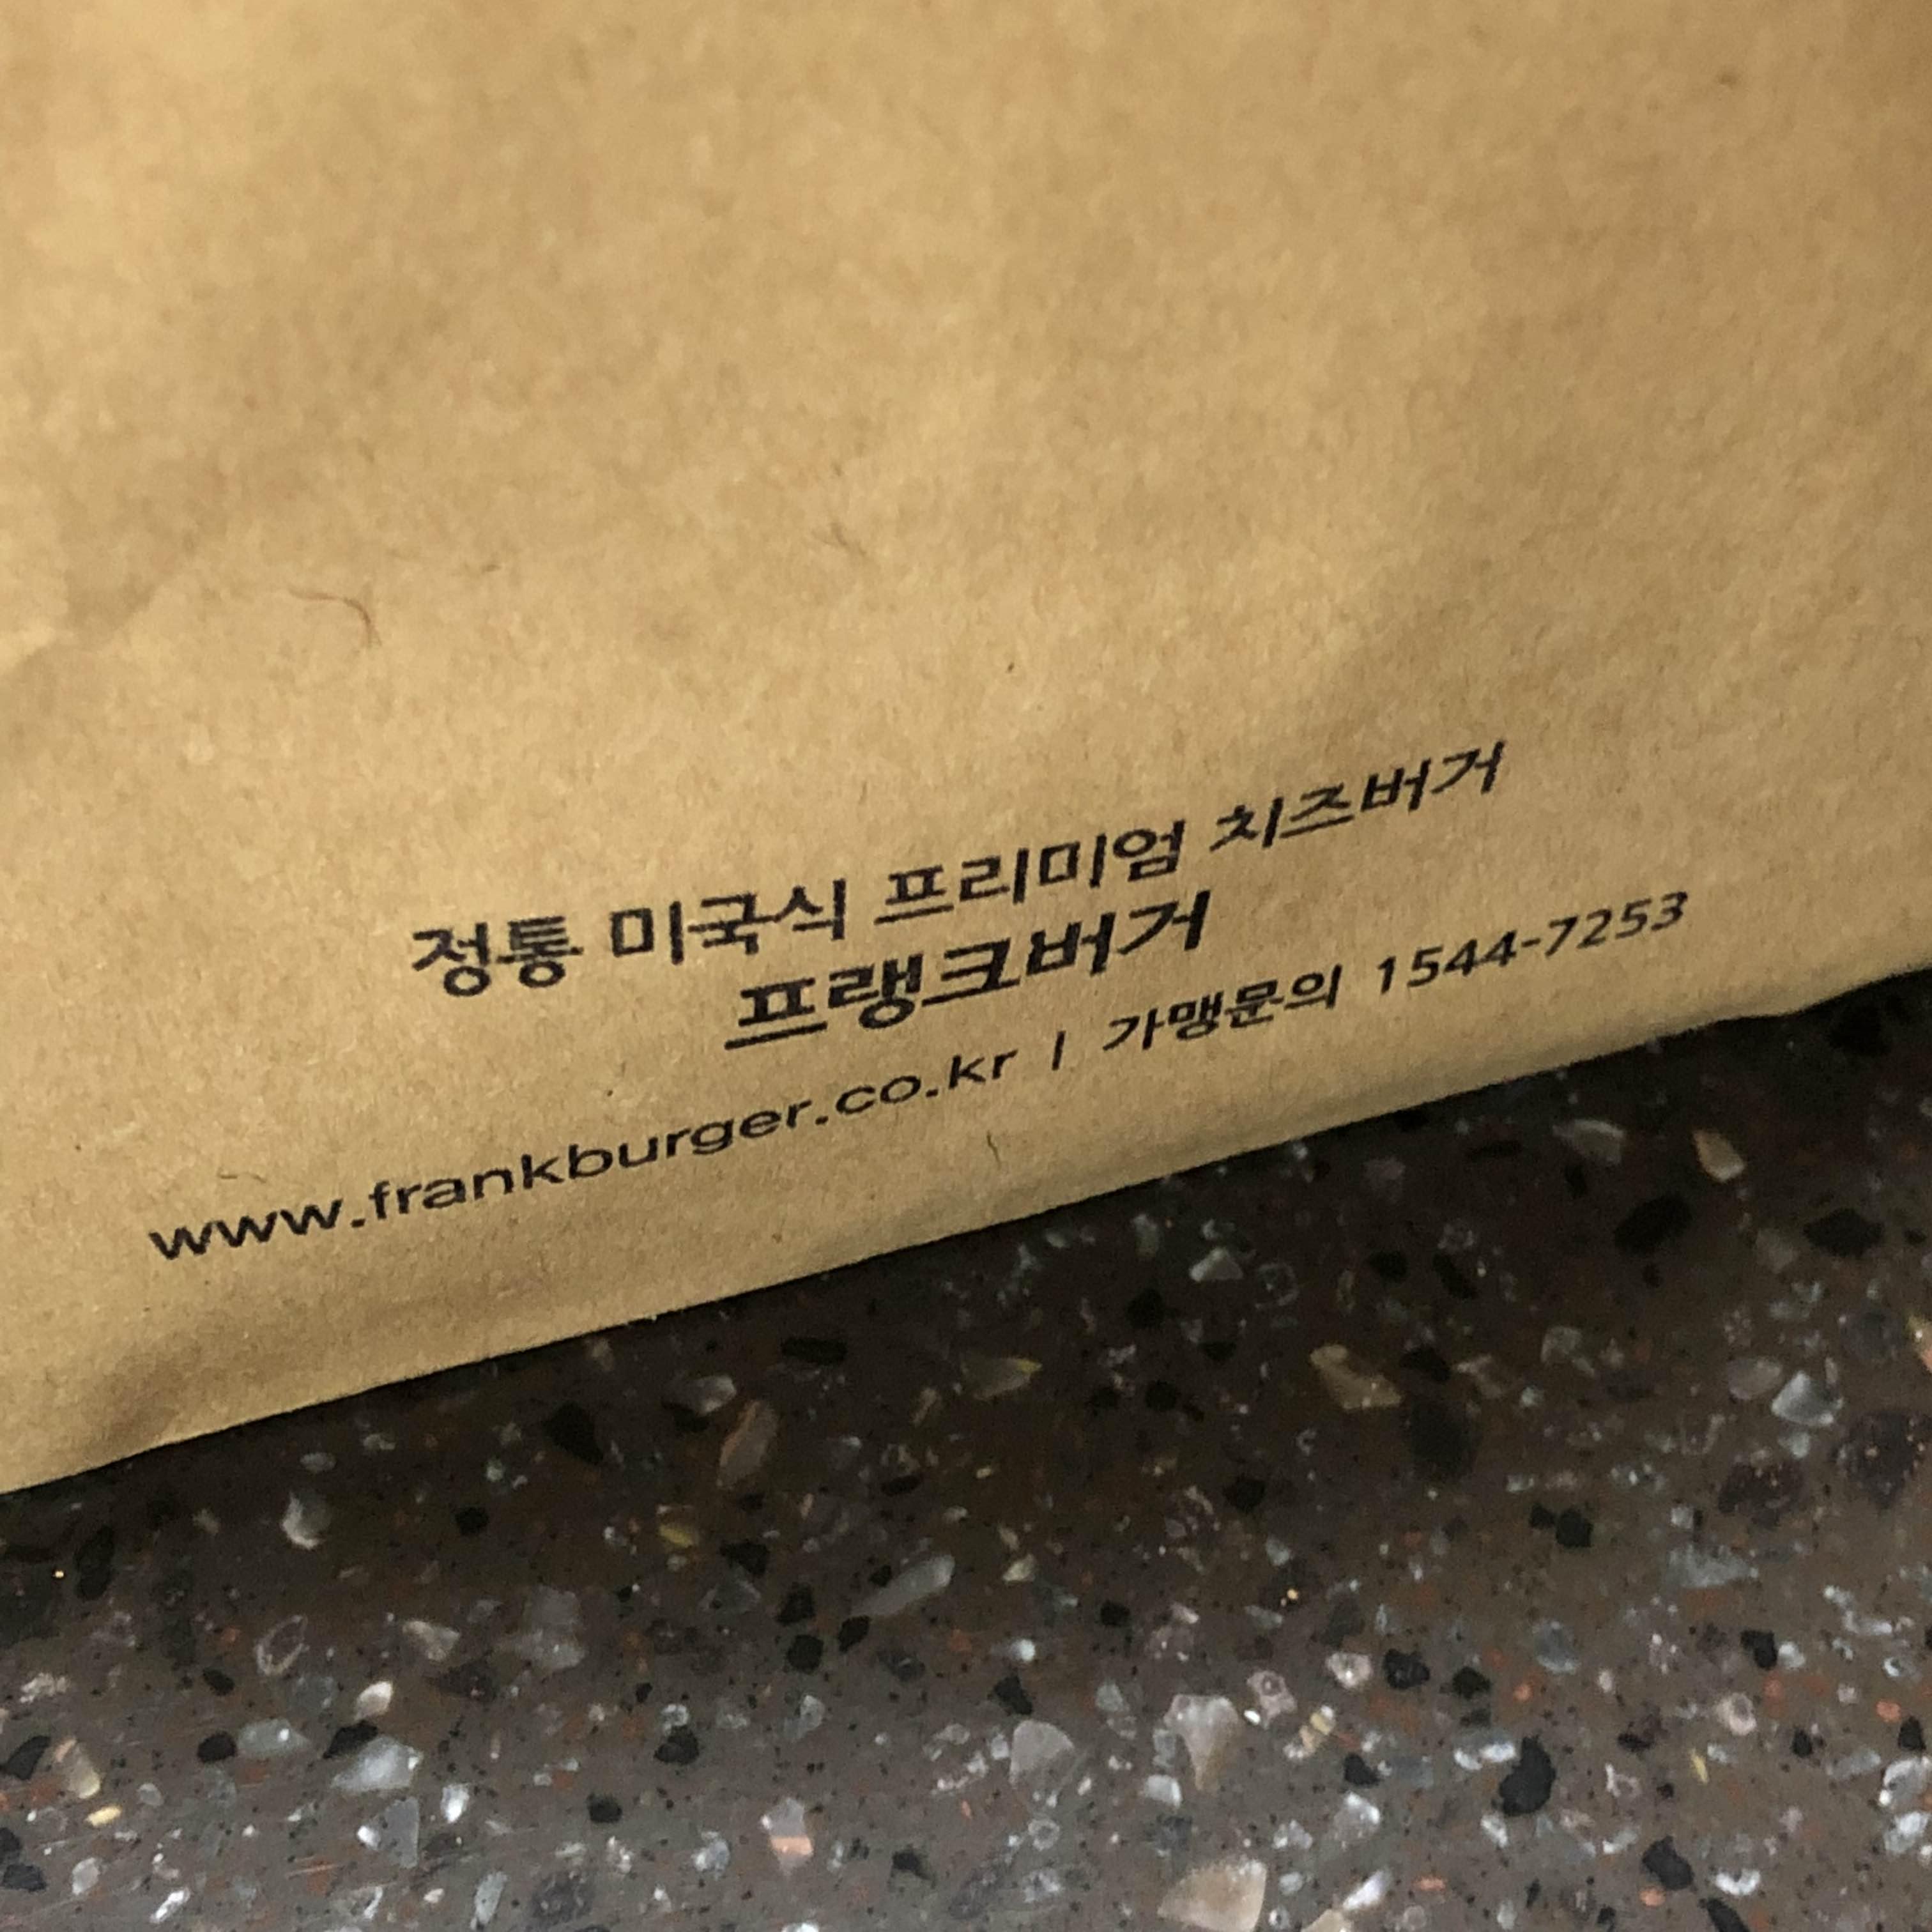 정통 미국식 프리미엄 치즈버거
프랭크버거
www.frankburger.co.kr | 가맹문의 1544-7253